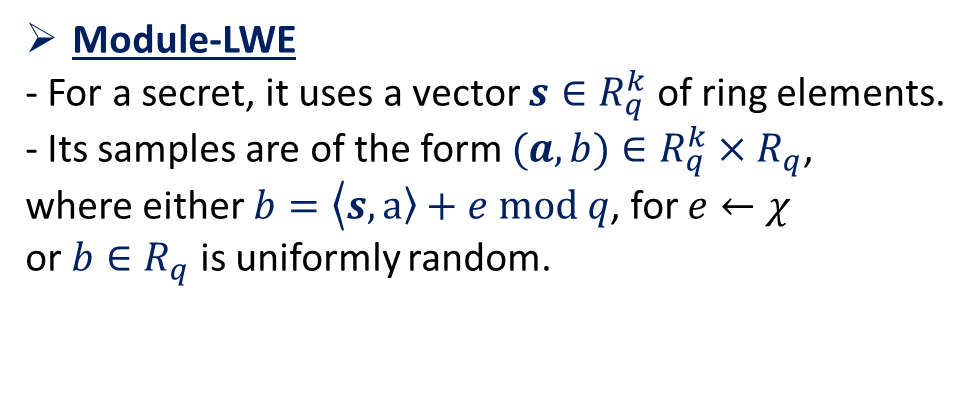 ➢ Module-LWE
- For a secret, it uses a vector s ∈ R_q^k of ring elements.
- Its samples are of the form (a, b) ∈ R_q^k × R_q,
where either b = ⟨s, a⟩ + e mod q, for e ← χ
or b ∈ R_q is uniformly random.